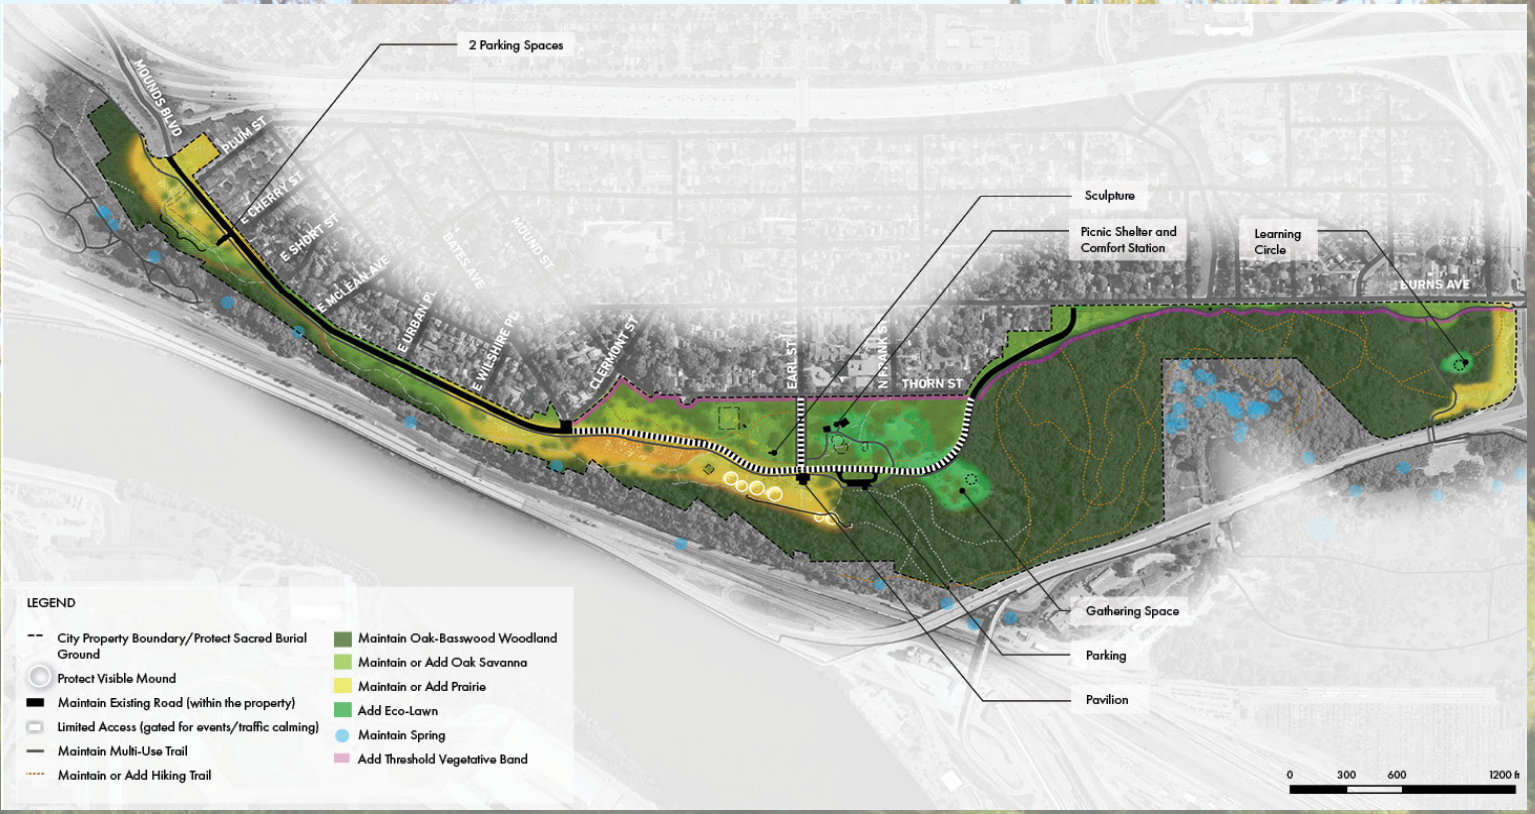 2 Parking Spaces
MOUNDS BLVD
PLUM ST
I-94
E CHERRY ST
E SHORT ST
E MCLEAN AVE
BATES AVE
MOUND ST
E URBAN PL
E WILSHIRE PL
CLERMONT ST
EARL ST
N FRANK ST
THORN ST
BURNS AVE
Sculpture
Picnic Shelter and
Comfort Station
Learning
Circle
Gathering Space
Parking
Pavilion
LEGEND
City Property Boundary/Protect Sacred Burial
Ground
Protect Visible Mound
Maintain Existing Road (within the property)
Limited Access (gated for events/traffic calming)
Maintain Multi-Use Trail
Maintain or Add Hiking Trail
Maintain Oak-Basswood Woodland
Maintain or Add Oak Savanna
Maintain or Add Prairie
Add Eco-Lawn
Maintain Spring
Add Threshold Vegetative Band
0 300 600 1200 ft